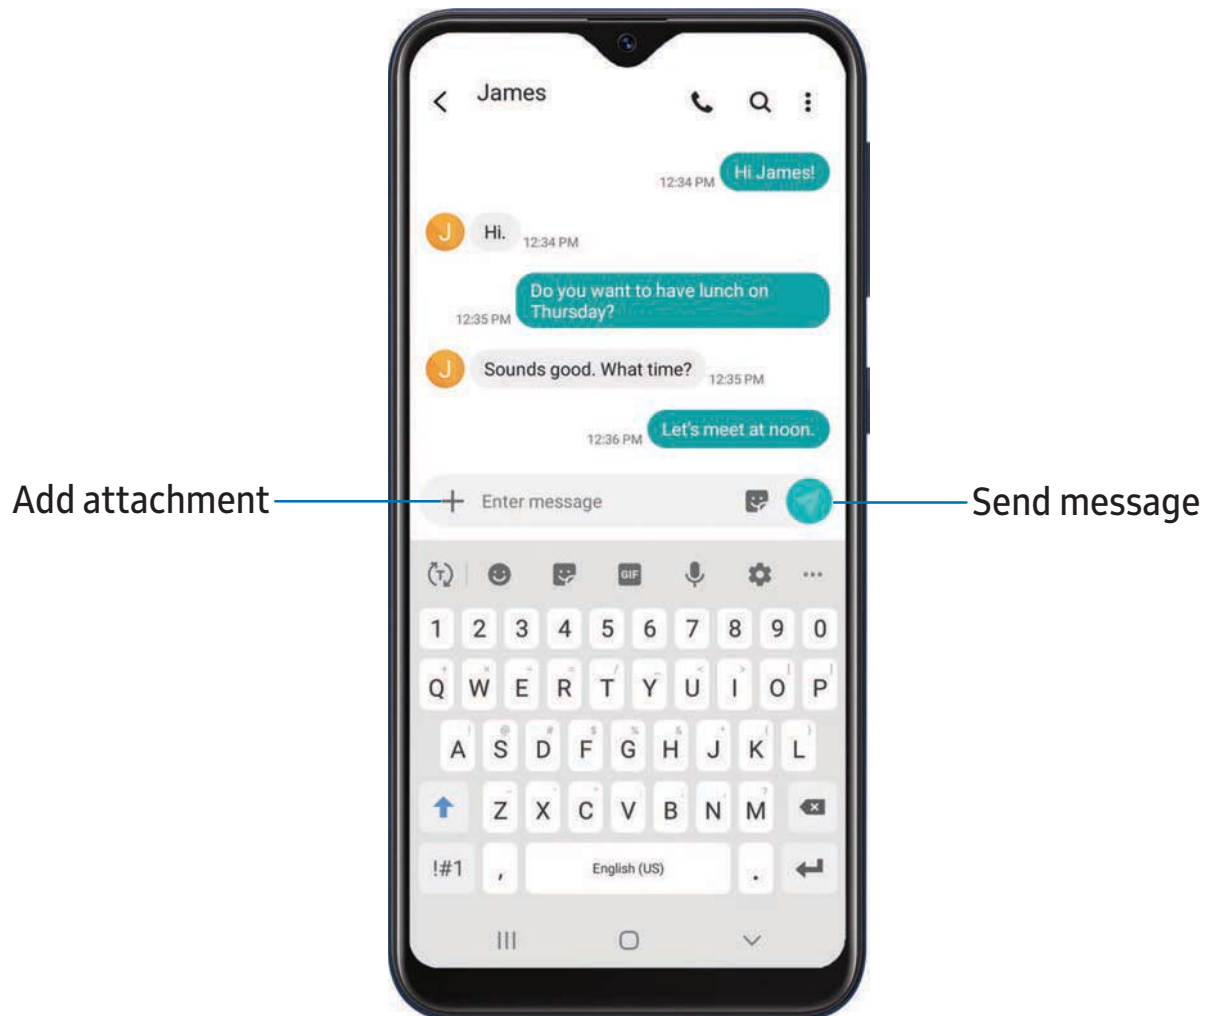 James
Hi James!
12:34 PM
J
Hi.
12:34 PM
Do you want to have lunch on
Thursday?
12:35 PM
J
Sounds good. What time?
12:35 PM
Let's meet at noon.
12:36 PM
Add attachment
Enter message
Send message
T
GIF
1 2 3 4 5 6 7 8 9 0
Q W E R T Y U I O P
A S D F G H J K L
Z X C V B N M
!#1 , English (US) .